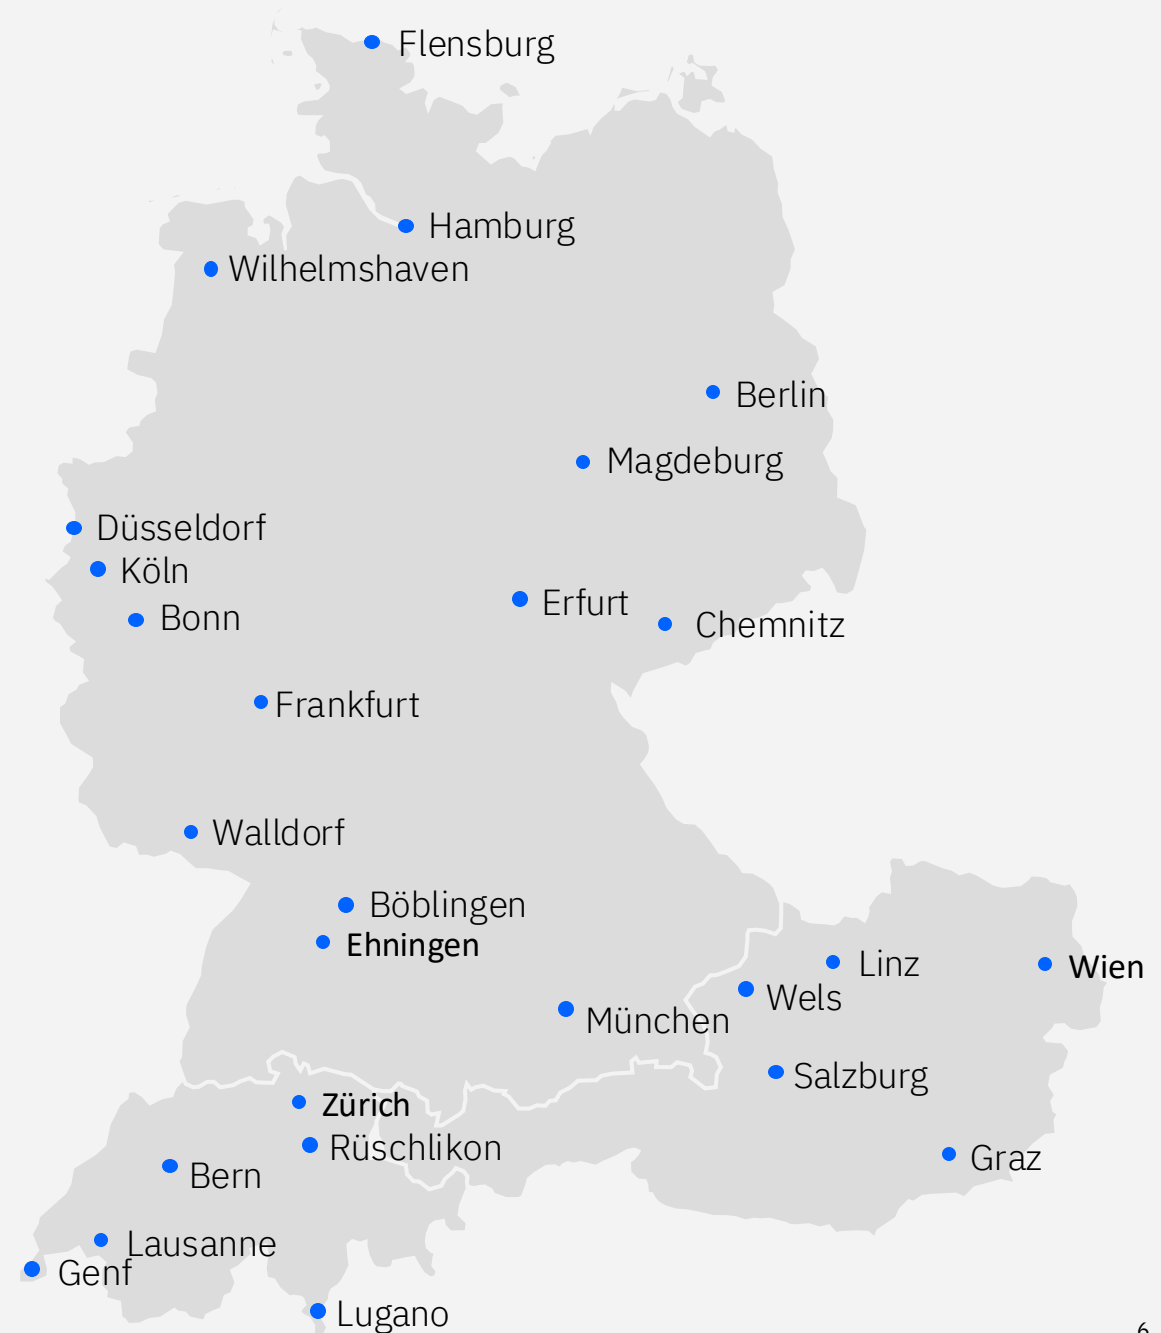 Flensburg
Hamburg
Wilhelmshaven
Berlin
Magdeburg
Düsseldorf
Köln
Bonn
Erfurt
Chemnitz
Frankfurt
Walldorf
Böblingen
Ehningen
Linz
Wien
Wels
München
Salzburg
Zürich
Rüschlikon
Graz
Bern
Lausanne
Genf
Lugano
6